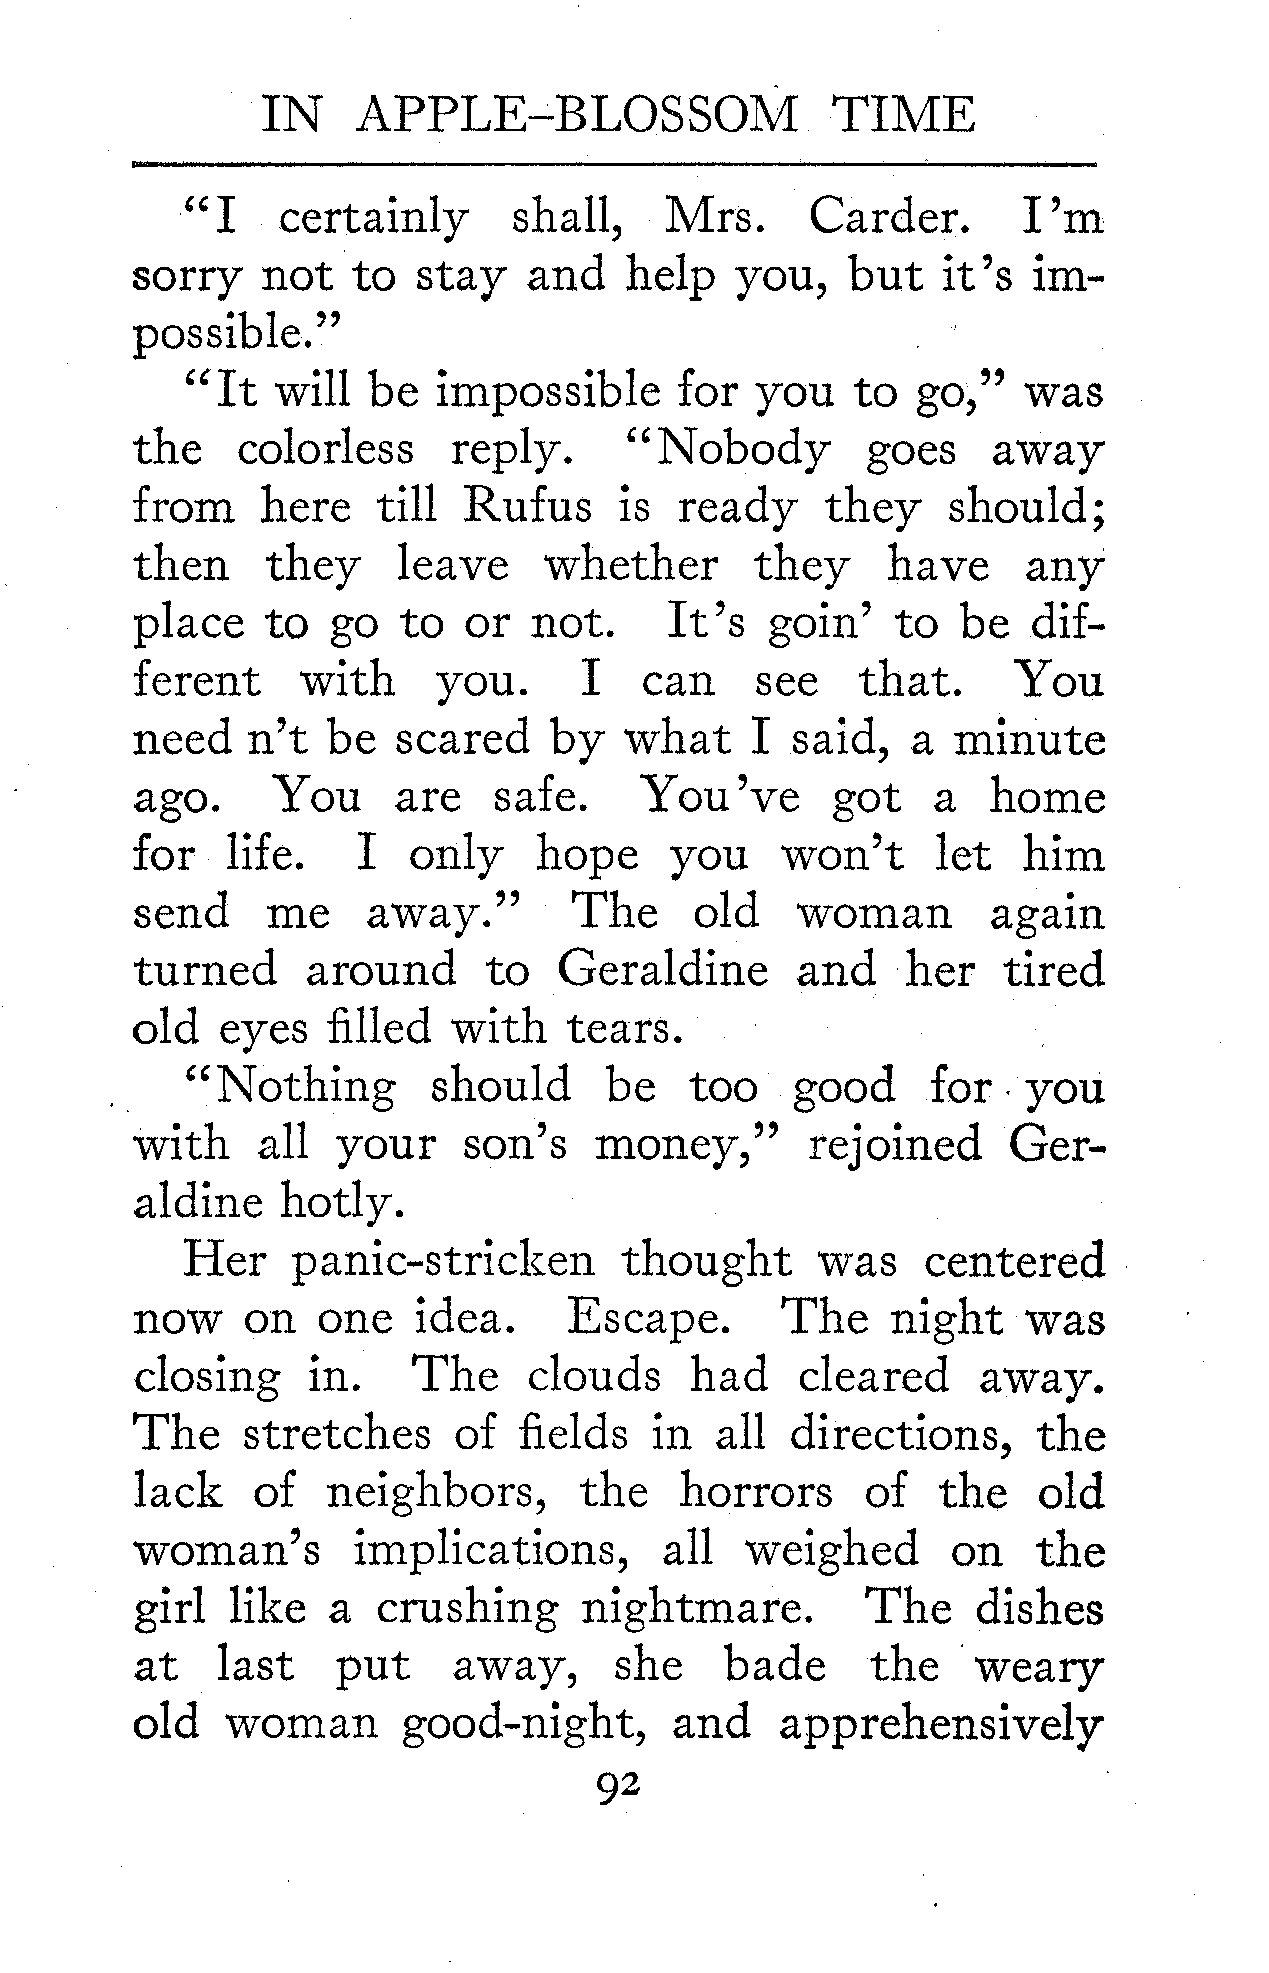 IN APPLE-BLOSSOM TIME
“I certainly shall, Mrs. Carder. I'm
sorry not to stay and help you, but it's im-
possible.”
“It will be impossible for you to go,” was
the colorless reply. “Nobody goes away
from here till Rufus is ready they should;
then they leave whether they have any
place to go to or not. It's goin' to be dif-
ferent with you. I can see that. You
need n't be scared by what I said, a minute
ago. You are safe. You've got a home
for life. I only hope you won't let him
send me away.” The old woman again
turned around to Geraldine and her tired
old eyes filled with tears.
“Nothing should be too good for you
with all your son's money,” rejoined Ger-
aldine hotly.
Her panic-stricken thought was centered
now on one idea. Escape. The night was
closing in. The clouds had cleared away.
The stretches of fields in all directions, the
lack of neighbors, the horrors of the old
woman's implications, all weighed on the
girl like a crushing nightmare. The dishes
at last put away, she bade the weary
old woman good-night, and apprehensively
92